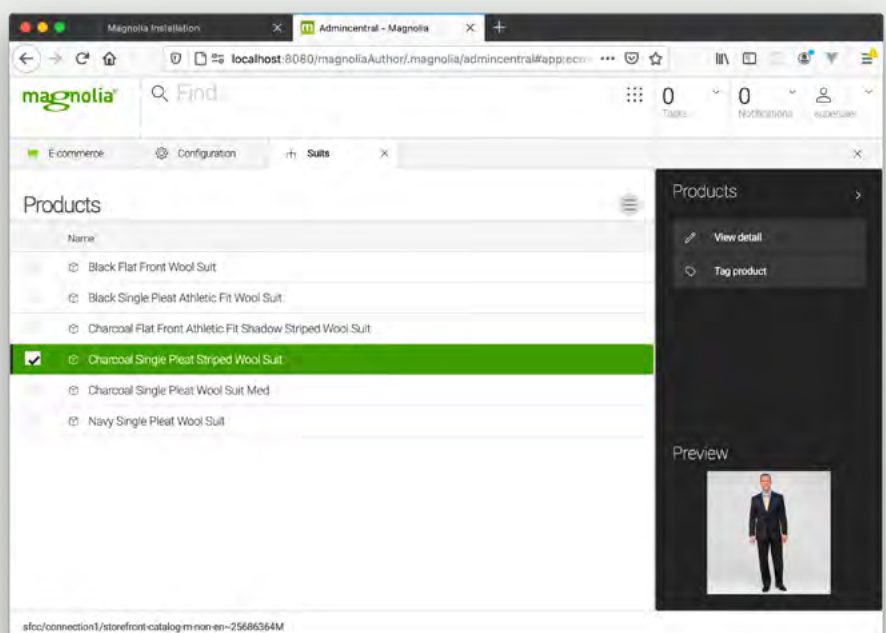 Magnolia Installation
Admincentral - Magnolia
localhost:8080/magnoliaAuthor/.magnolia/admincentral#app:ecom
magnolia
Find
0
0
Tasks
Notifications
superuser
E-commerce
Configuration
Suits
Products
Name
Black Flat Front Wool Suit
Black Single Pleat Athletic Fit Wool Suit
Charcoal Flat Front Athletic Fit Shadow Striped Wool Suit
Charcoal Single Pleat Striped Wool Suit
Charcoal Single Pleat Wool Suit Med
Navy Single Pleat Wool Suit
Products
View detail
Tag product
Preview
sfcc/connection1/storefront-catalog-m-non-en~25686364M